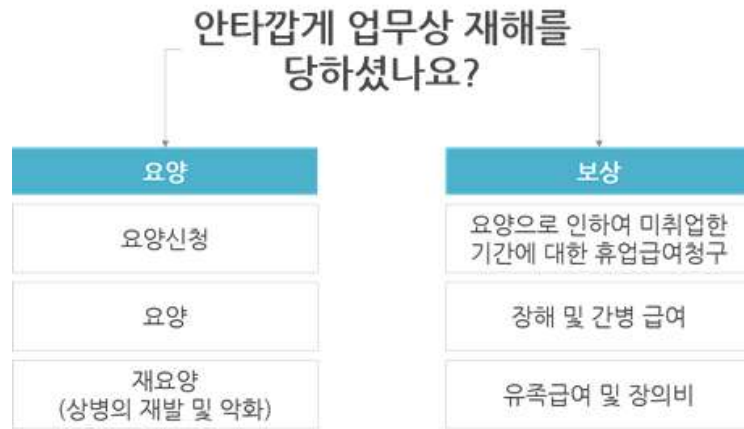 안타깝게 업무상 재해를
당하셨나요?
요양
요양신청
요양
재요양
(상병의 재발 및 악화)
보상
요양으로 인하여 미취업한
기간에 대한 휴업급여청구
장해 및 간병 급여
유족급여 및 장의비